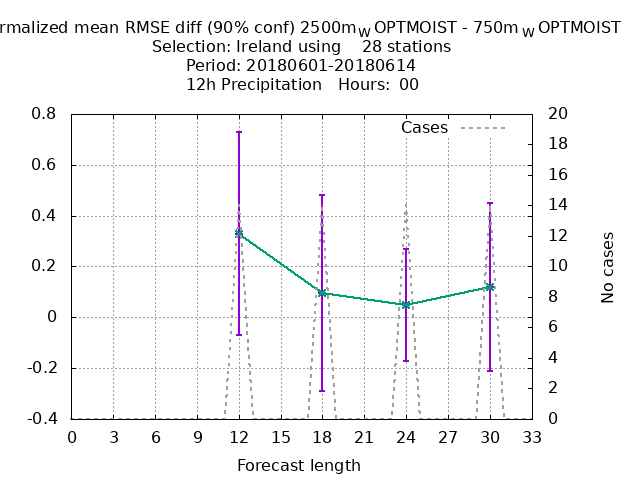 rmalized mean RMSE diff (90% conf) 2500m W OPTMOIST - 750m W OPTMOIST
Selection: Ireland using 28 stations
Period: 20180601-20180614
12h Precipitation Hours: 00
Cases
0.8
0.6
0.4
0.2
0
-0.2
-0.4
20
18
16
14
12
10
8
6
4
2
0
No cases
0 3 6 9 12 15 18 21 24 27 30 33
Forecast length